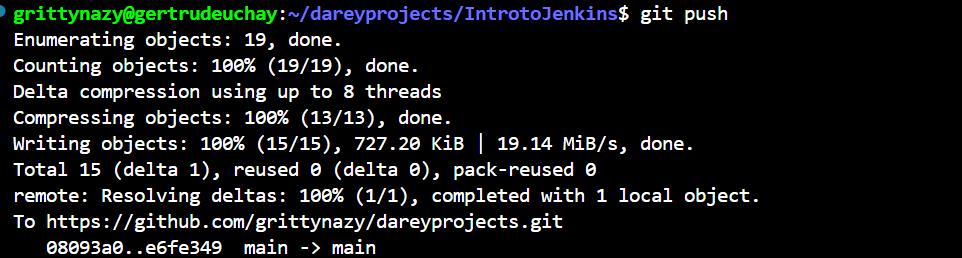 grittynazy@gertrudeuchay:~/dareyprojects/IntrotoJenkins$ git push
Enumerating objects: 19, done.
Counting objects: 100% (19/19), done.
Delta compression using up to 8 threads
Compressing objects: 100% (13/13), done.
Writing objects: 100% (15/15), 727.20 KiB | 19.14 MiB/s, done.
Total 15 (delta 1), reused 0 (delta 0), pack-reused 0
remote: Resolving deltas: 100% (1/1), completed with 1 local object.
To https://github.com/grittynazy/dareyprojects.git
   08093a0..e6fe349  main -> main